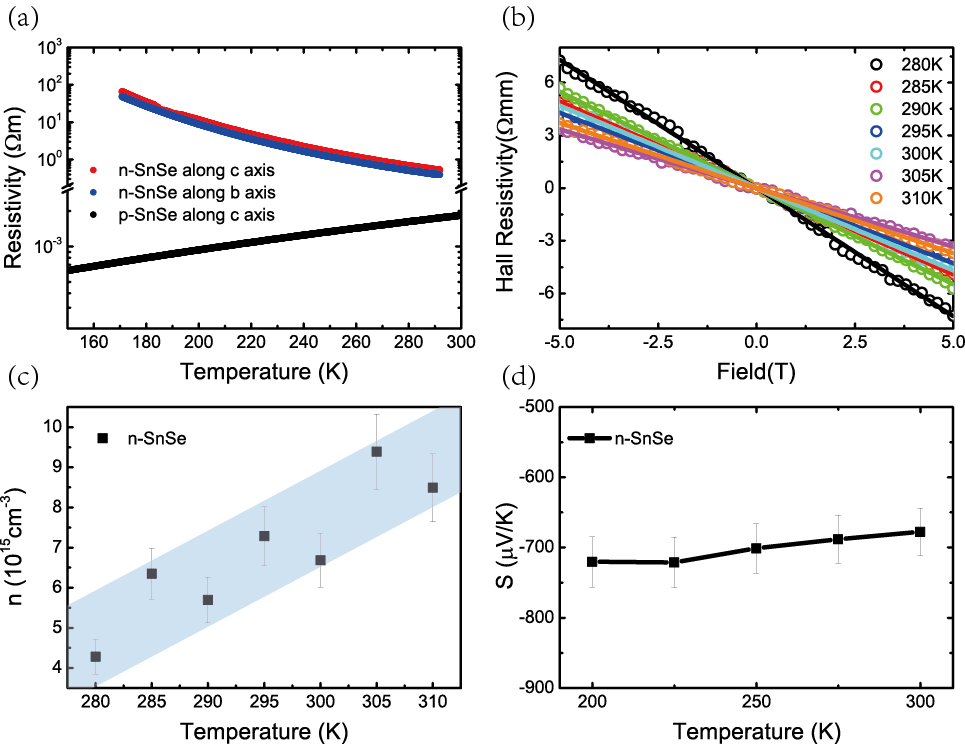 (a)
Resistivity (Ωm)
10³
10²
10¹
10⁰
10⁻³
n-SnSe along c axis
n-SnSe along b axis
p-SnSe along c axis
160 180 200 220 240 260 280 300
Temperature (K)
(b)
Hall Resistivity(Ωmm)
6
3
0
-3
-6
280K
285K
290K
295K
300K
305K
310K
-5.0 -2.5 0.0 2.5 5.0
Field(T)
(c)
n (10¹⁵cm⁻³)
10
9
8
7
6
5
4
n-SnSe
280 285 290 295 300 305 310
Temperature (K)
(d)
S (μV/K)
-500
-600
-700
-800
-900
n-SnSe
200 225 250 275 300
Temperature (K)